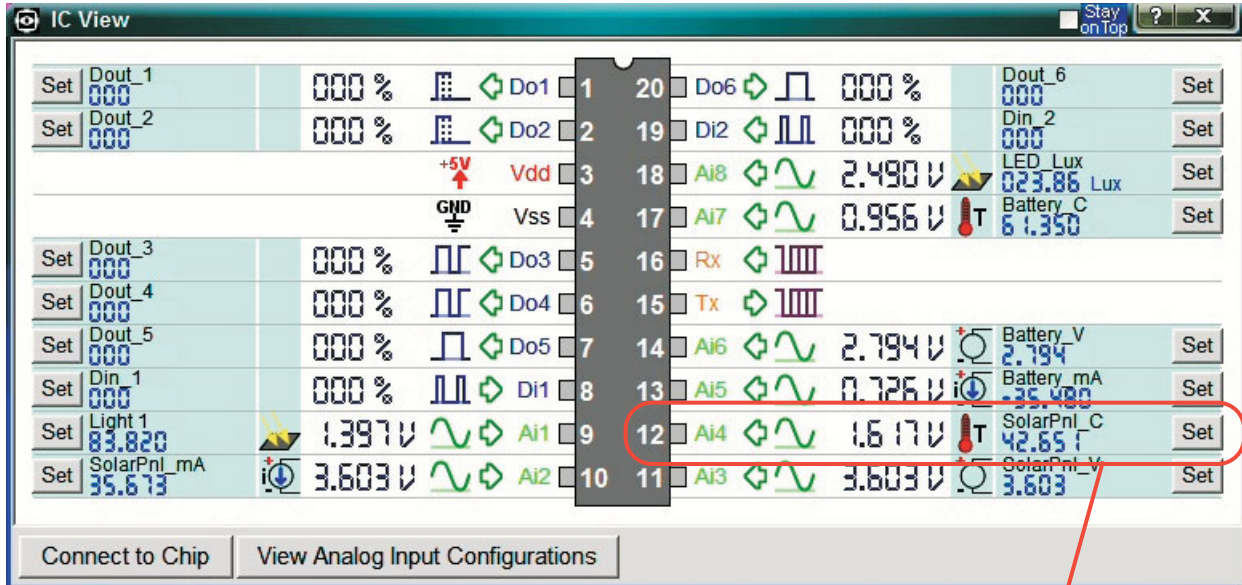 IC View
Stay on Top ? X
Set Dout_1 000 000 % Do1 1 20 Do6 000 % Dout_6 000 Set
Set Dout_2 000 000 % Do2 2 19 Di2 000 % Din_2 000 Set
+5V Vdd 3 18 Ai8 2.490 V LED_Lux 023.86 Lux Set
GND Vss 4 17 Ai7 0.956 V T Battery_C 61.350 Set
Set Dout_3 000 000 % Do3 5 16 Rx
Set Dout_4 000 000 % Do4 6 15 Tx
Set Dout_5 000 000 % Do5 7 14 Ai6 2.794 V + Battery_V 2.794 Set
Set Din_1 000 000 % Di1 8 13 Ai5 0.726 V i + Battery_mA -35.480 Set
Set Light 1 83.820 1.397 V Ai1 9 12 Ai4 1.617 V T SolarPnl_C 42.651 Set
Set SolarPnl_mA 35.673 i + 3.603 V Ai2 10 11 Ai3 3.603 V + SolarPnl_V 3.603 Set
Connect to Chip View Analog Input Configurations